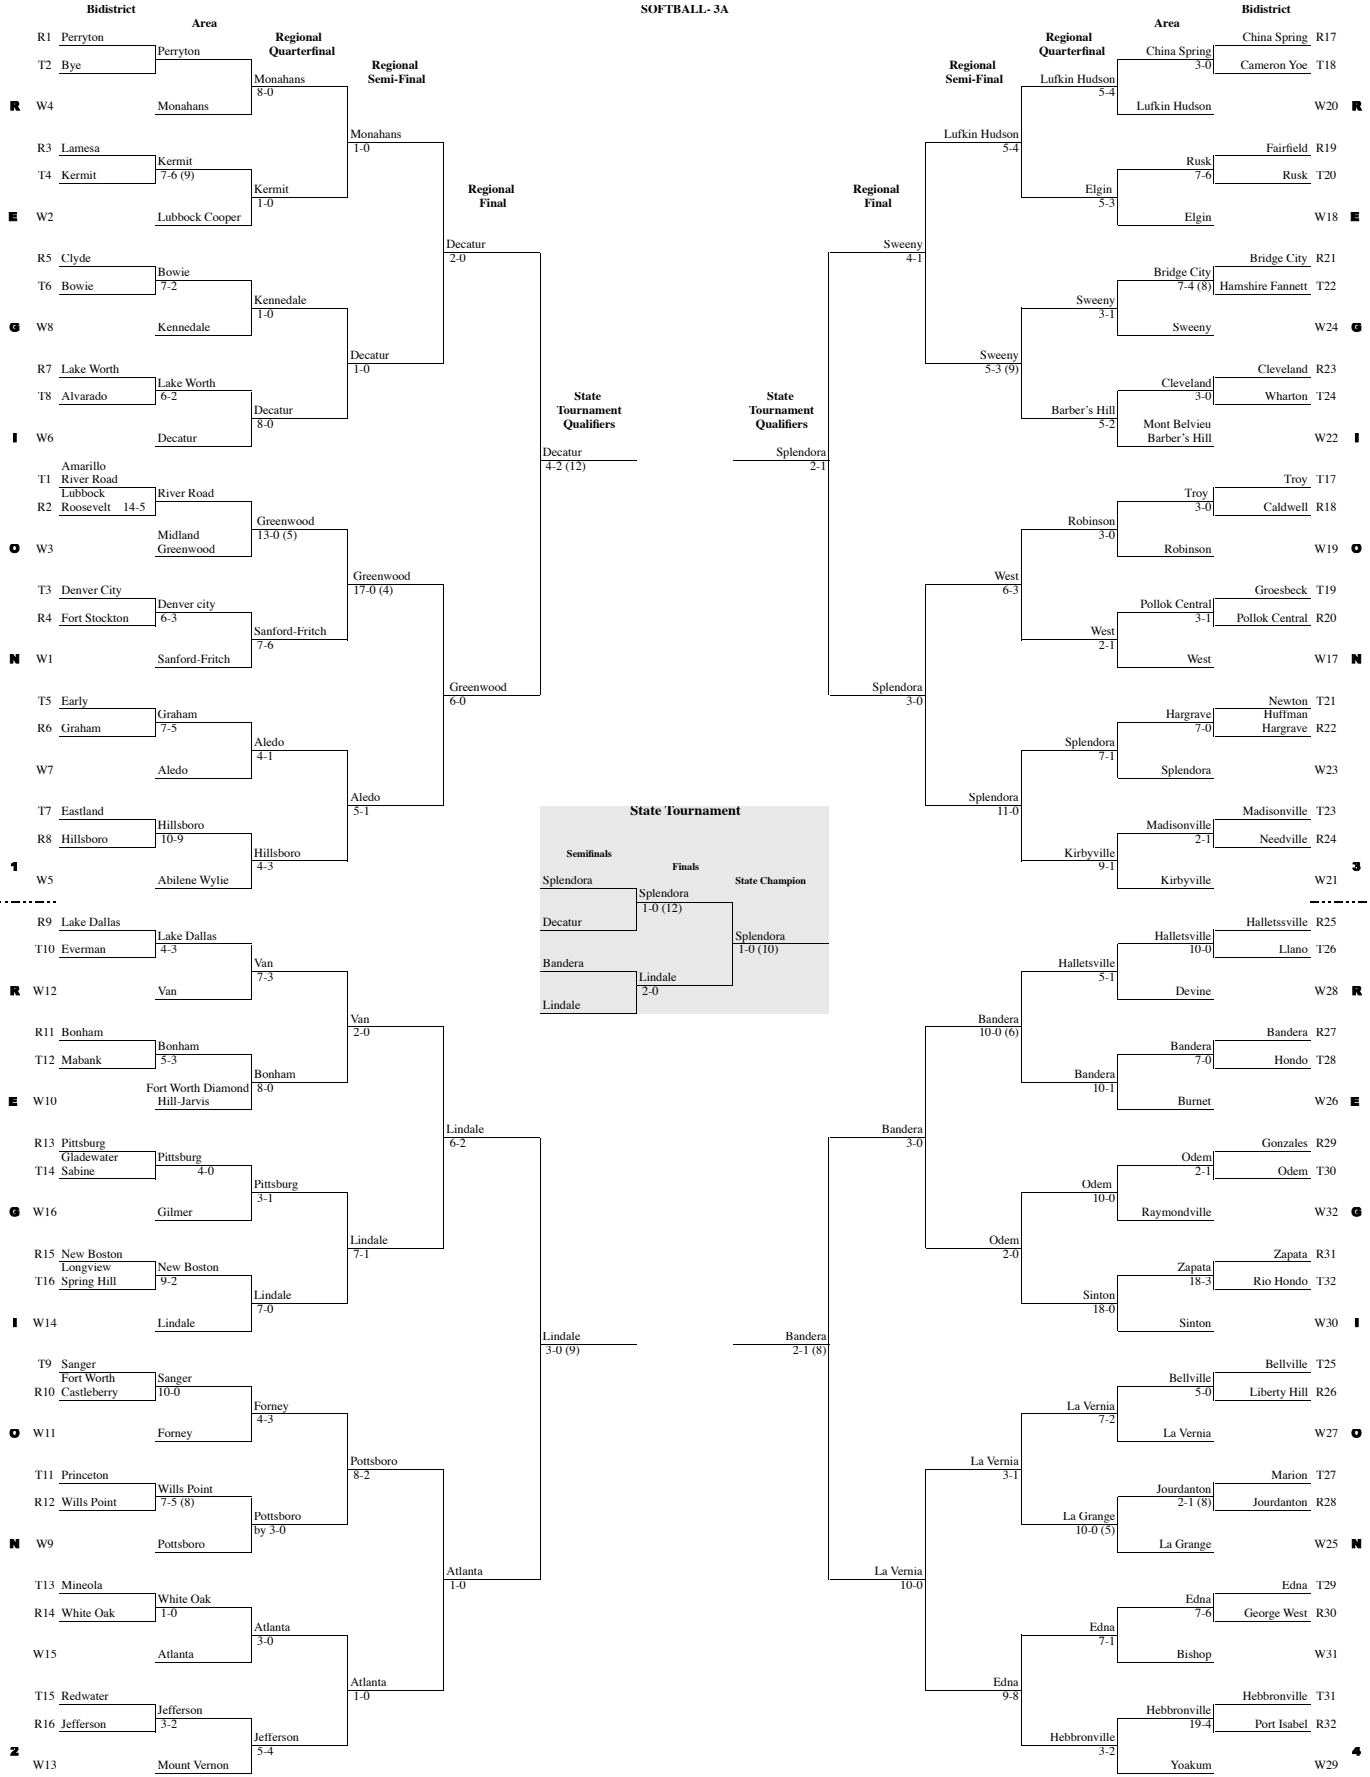 SOFTBALL- 3A
Bidistrict
Area
Regional
Quarterfinal
Regional
Semi-Final
Regional
Final
State
Tournament
Qualifiers
R1 Perryton
Perryton
T2 Bye
Monahans
8-0
R W4 Monahans
Monahans
1-0
R3 Lamesa
Kermit
T4 Kermit 7-6 (9)
Kermit
1-0
E W2 Lubbock Cooper
Decatur
2-0
R5 Clyde
Bowie
T6 Bowie 7-2
Kennedale
1-0
G W8 Kennedale
Decatur
1-0
R7 Lake Worth
Lake Worth
T8 Alvarado 6-2
Decatur
8-0
I W6 Decatur
Decatur
4-2 (12)
Amarillo
T1 River Road
Lubbock River Road
R2 Roosevelt 14-5
Greenwood
13-0 (5)
Midland
O W3 Greenwood
Greenwood
17-0 (4)
T3 Denver City
Denver city
R4 Fort Stockton 6-3
Sanford-Fritch
7-6
N W1 Sanford-Fritch
Greenwood
6-0
T5 Early
Graham
R6 Graham 7-5
Aledo
4-1
W7 Aledo
Aledo
5-1
T7 Eastland
Hillsboro
R8 Hillsboro 10-9
Hillsboro
4-3
1
W5 Abilene Wylie
R9 Lake Dallas
Lake Dallas
T10 Everman 4-3
Van
7-3
R W12 Van
Van
2-0
R11 Bonham
Bonham
T12 Mabank 5-3
Bonham
8-0
Fort Worth Diamond
E W10 Hill-Jarvis
Lindale
6-2
R13 Pittsburg
Gladewater Pittsburg
T14 Sabine 4-0
Pittsburg
3-1
G W16 Gilmer
Lindale
7-1
R15 New Boston
Longview New Boston
T16 Spring Hill 9-2
Lindale
7-0
I W14 Lindale
Lindale
3-0 (9)
T9 Sanger
Fort Worth Sanger
R10 Castleberry 10-0
Forney
4-3
O W11 Forney
Pottsboro
8-2
T11 Princeton
Wills Point
R12 Wills Point 7-5 (8)
Pottsboro
by 3-0
N W9 Pottsboro
Atlanta
1-0
T13 Mineola
White Oak
R14 White Oak 1-0
Atlanta
3-0
W15 Atlanta
Atlanta
1-0
T15 Redwater
Jefferson
R16 Jefferson 3-2
Jefferson
5-4
2
W13 Mount Vernon
State Tournament
Semifinals
Finals
State Champion
Splendora
Splendora
1-0 (12)
Decatur
Splendora
1-0 (10)
Bandera
Lindale
2-0
Lindale
Bidistrict
Area
Regional
Quarterfinal
Regional
Semi-Final
Regional
Final
State
Tournament
Qualifiers
China Spring R17
China Spring
3-0 Cameron Yoe T18
Lufkin Hudson
5-4
Lufkin Hudson W20 R
Lufkin Hudson
5-4
Fairfield R19
Rusk
7-6 Rusk T20
Elgin
5-3
Elgin W18 E
Sweeny
4-1
Bridge City R21
Bridge City
7-4 (8) Hamshire Fannett T22
Sweeny
3-1
Sweeny W24 G
Sweeny
5-3 (9)
Cleveland R23
Cleveland
3-0 Wharton T24
Barber's Hill
5-2
Mont Belvieu
Barber's Hill W22 I
Splendora
2-1
Troy T17
Troy
3-0 Caldwell R18
Robinson
3-0
Robinson W19 O
West
6-3
Groesbeck T19
Pollok Central
3-1 Pollok Central R20
West
2-1
West W17 N
Splendora
3-0
Newton T21
Hargrave Huffman
7-0 Hargrave R22
Splendora
7-1
Splendora W23
Splendora
11-0
Madisonville T23
Madisonville
2-1 Needville R24
Kirbyville
9-1
3
Kirbyville W21
Halletssville R25
Halletsville
10-0 Llano T26
Halletsville
5-1
Devine W28 R
Bandera
10-0 (6)
Bandera R27
Bandera
7-0 Hondo T28
Bandera
10-1
Burnet W26 E
Bandera
3-0
Gonzales R29
Odem
2-1 Odem T30
Odem
10-0
Raymondville W32 G
Odem
2-0
Zapata R31
Zapata
18-3 Rio Hondo T32
Sinton
18-0
Sinton W30 I
Bandera
2-1 (8)
Bellville T25
Bellville
5-0 Liberty Hill R26
La Vernia
7-2
La Vernia W27 O
La Vernia
3-1
Marion T27
Jourdanton
2-1 (8) Jourdanton R28
La Grange
10-0 (5)
La Grange W25 N
La Vernia
10-0
Edna T29
Edna
7-6 George West R30
Edna
7-1
Bishop W31
Edna
9-8
Hebbronville T31
Hebbronville
19-4 Port Isabel R32
Hebbronville
3-2
4
Yoakum W29